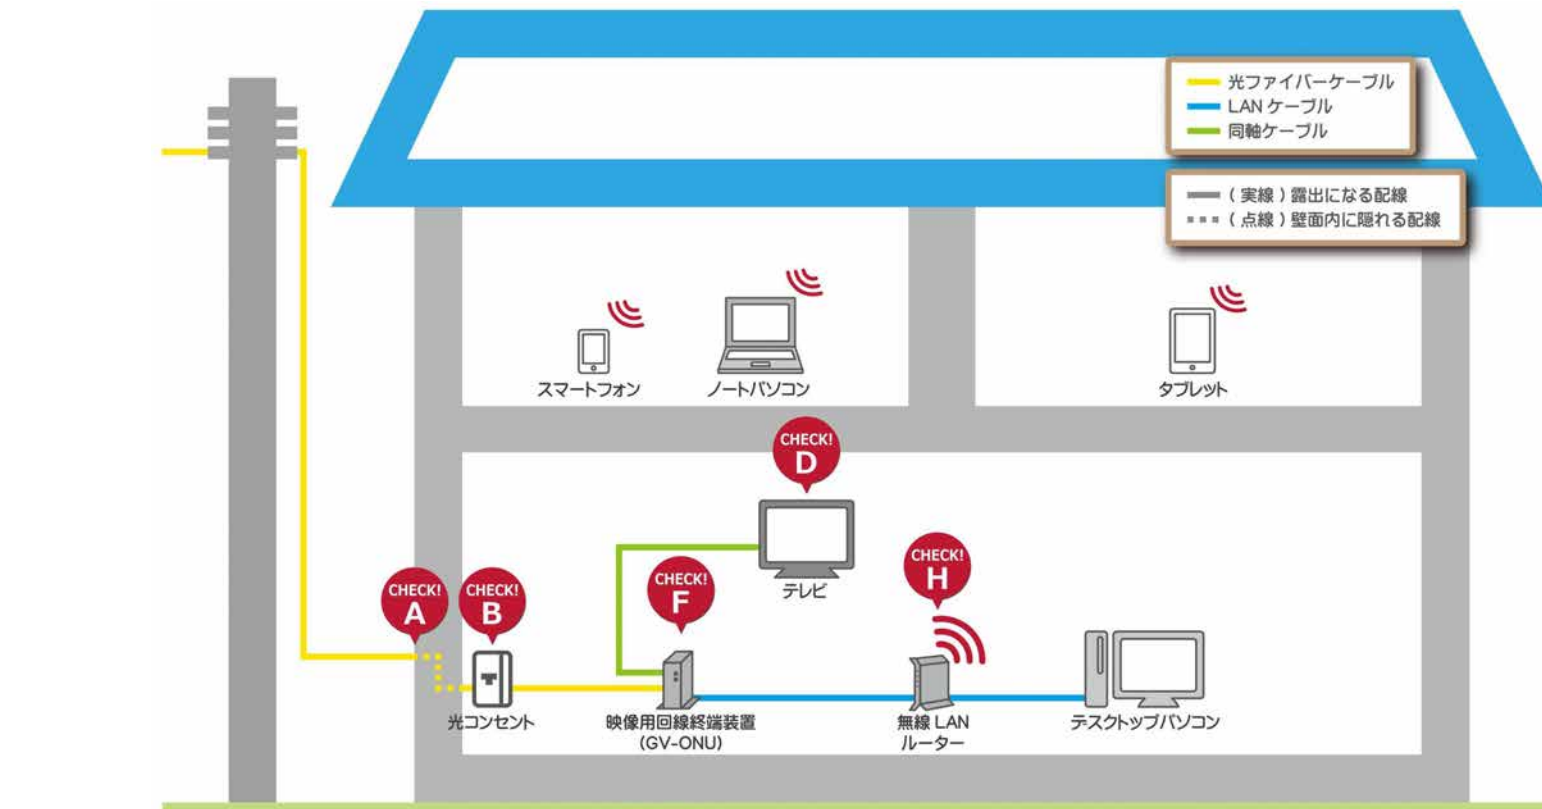 光ファイバーケーブル
LAN ケーブル
同軸ケーブル
( 実線 ) 露出になる配線
( 点線 ) 壁面内に隠れる配線
スマートフォン
ノートパソコン
タブレット
CHECK!
D
テレビ
CHECK!
A
CHECK!
B
CHECK!
F
CHECK!
H
光コンセント
映像用回線終端装置
(GV-ONU)
無線 LAN
ルーター
デスクトップパソコン